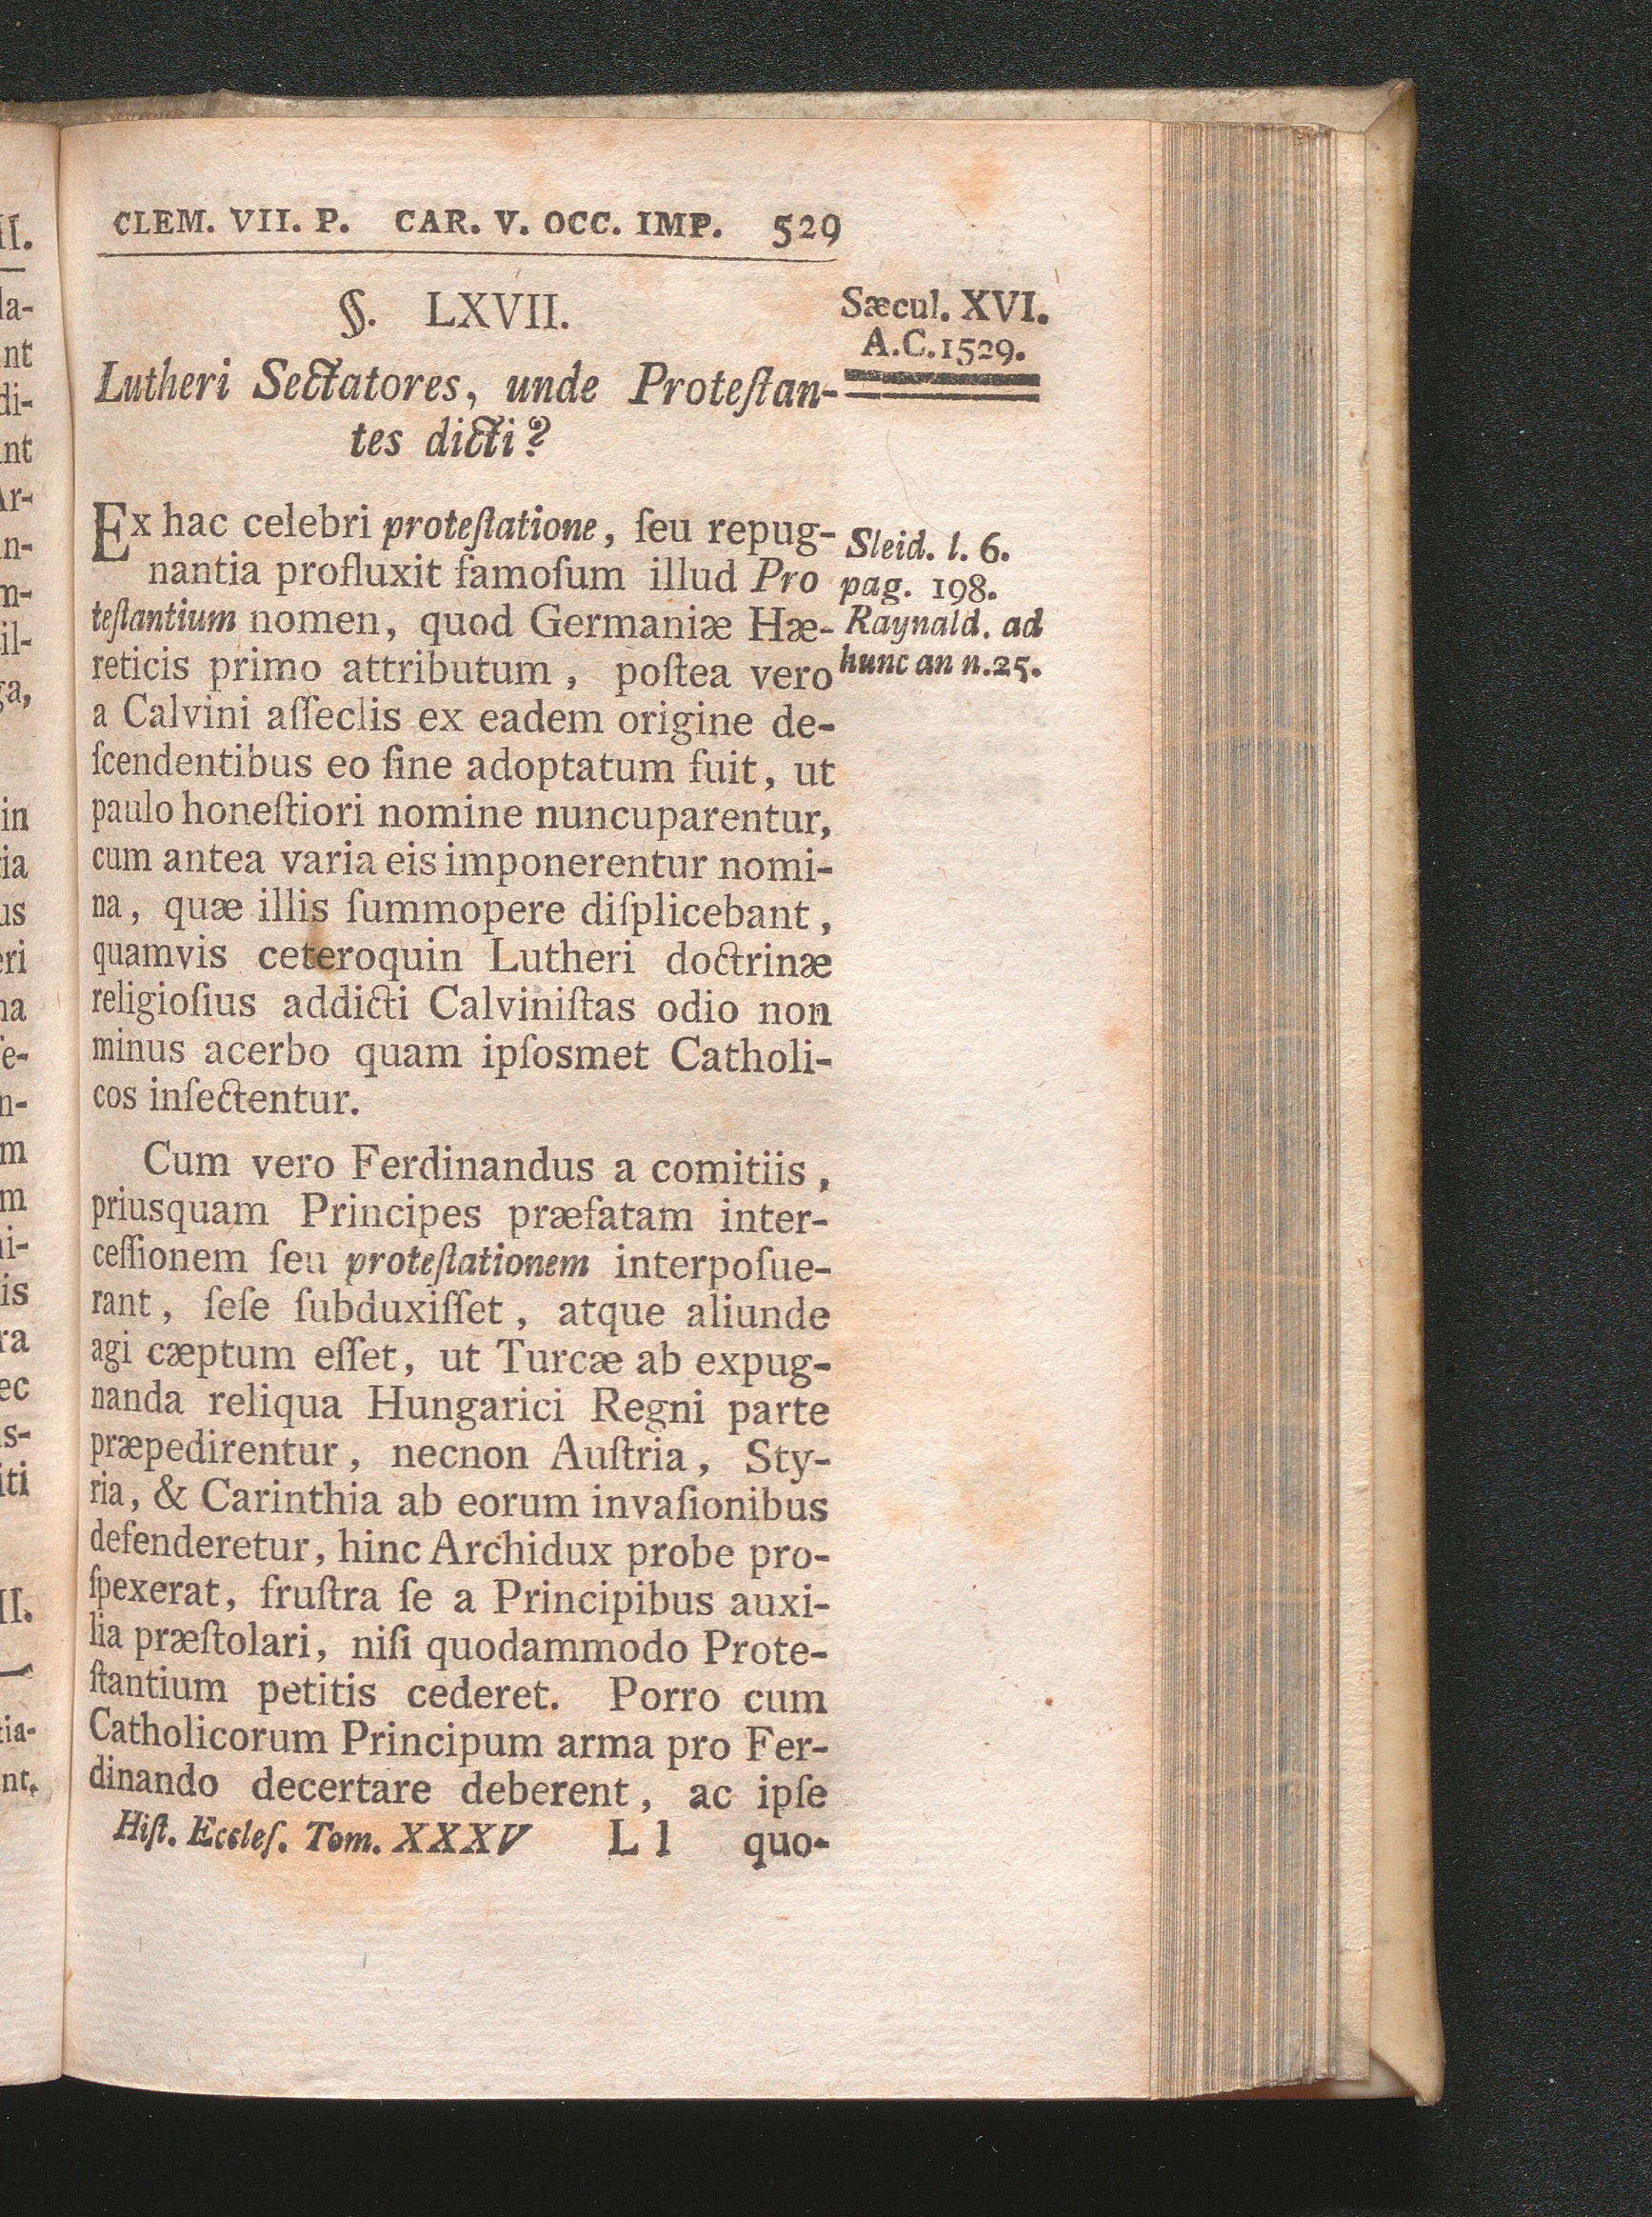 CLEM. VII. P. CAR. V. OCC. IMP. 529
§. LXVII.
Lutheri Sectatores, unde Proteſtan-
tes dicti?
Sæcul. XVI.
A.C.1529.
Ex hac celebri proteſtatione, ſeu repug-
nantia profluxit famoſum illud Pro
teſtantium nomen, quod Germaniæ Hæ-
reticis primo attributum, poſtea vero
a Calvini aſſeclis ex eadem origine de-
ſcendentibus eo fine adoptatum fuit, ut
paulo honeſtiori nomine nuncuparentur,
cum antea varia eis imponerentur nomi-
na, quæ illis ſummopere diſplicebant,
quamvis ceteroquin Lutheri doctrinæ
religioſius addicti Calviniſtas odio non
minus acerbo quam ipſosmet Catholi-
cos inſectentur.
Sleid. l. 6.
pag. 198.
Raynald. ad
hunc an n.25.
Cum vero Ferdinandus a comitiis,
priusquam Principes præfatam inter-
ceſſionem ſeu proteſtationem interpoſue-
rant, ſeſe ſubduxiſſet, atque aliunde
agi cæptum eſſet, ut Turcæ ab expug-
nanda reliqua Hungarici Regni parte
præpedirentur, necnon Auſtria, Sty-
ria, & Carinthia ab eorum invaſionibus
defenderetur, hinc Archidux probe pro-
ſpexerat, fruſtra ſe a Principibus auxi-
lia præſtolari, niſi quodammodo Prote-
ſtantium petitis cederet. Porro cum
Catholicorum Principum arma pro Fer-
dinando decertare deberent, ac ipſe
Hiſt. Eccleſ. Tom. XXXV L l quo-